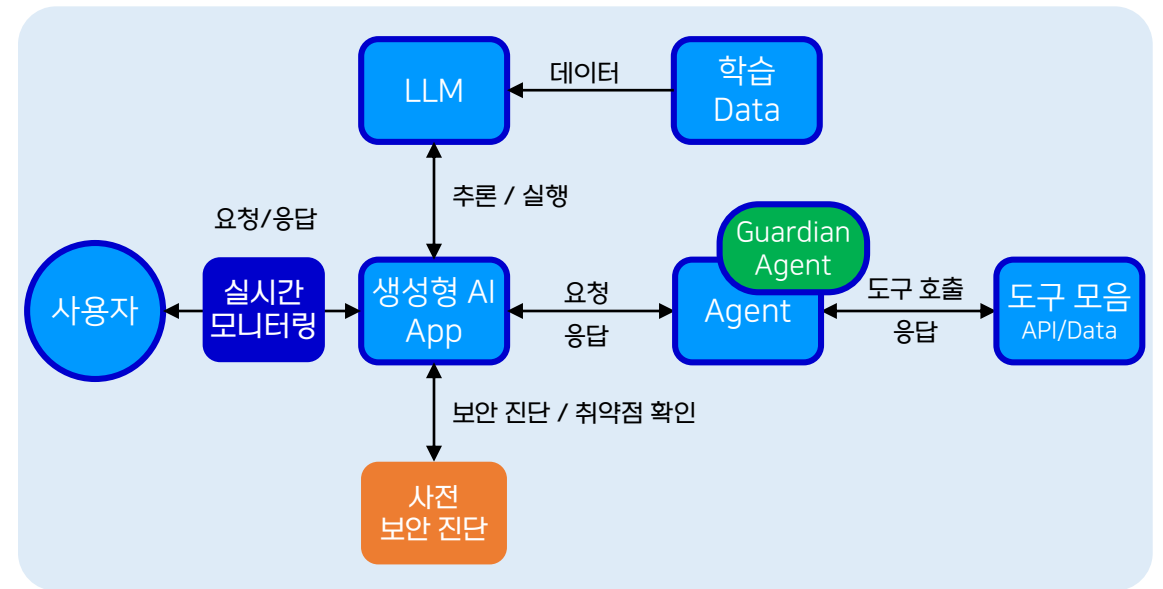 LLM
데이터
학습
Data
추론 / 실행
요청/응답
Guardian
Agent
사용자
실시간
모니터링
생성형 AI
App
요청
응답
Agent
도구 호출
응답
도구 모음
API/Data
보안 진단 / 취약점 확인
사전
보안 진단